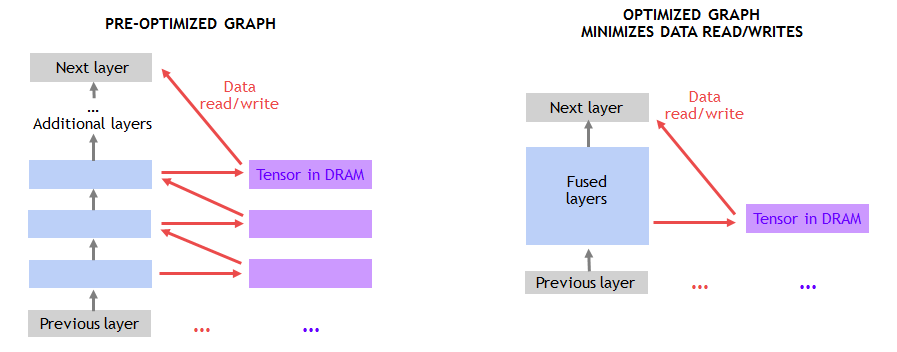 PRE-OPTIMIZED GRAPH
Next layer
Data
read/write
...
Additional layers
Tensor in DRAM
Previous layer
...
...
OPTIMIZED GRAPH
MINIMIZES DATA READ/WRITES
Data
read/write
Next layer
Fused
layers
Tensor in DRAM
Previous layer
...
...